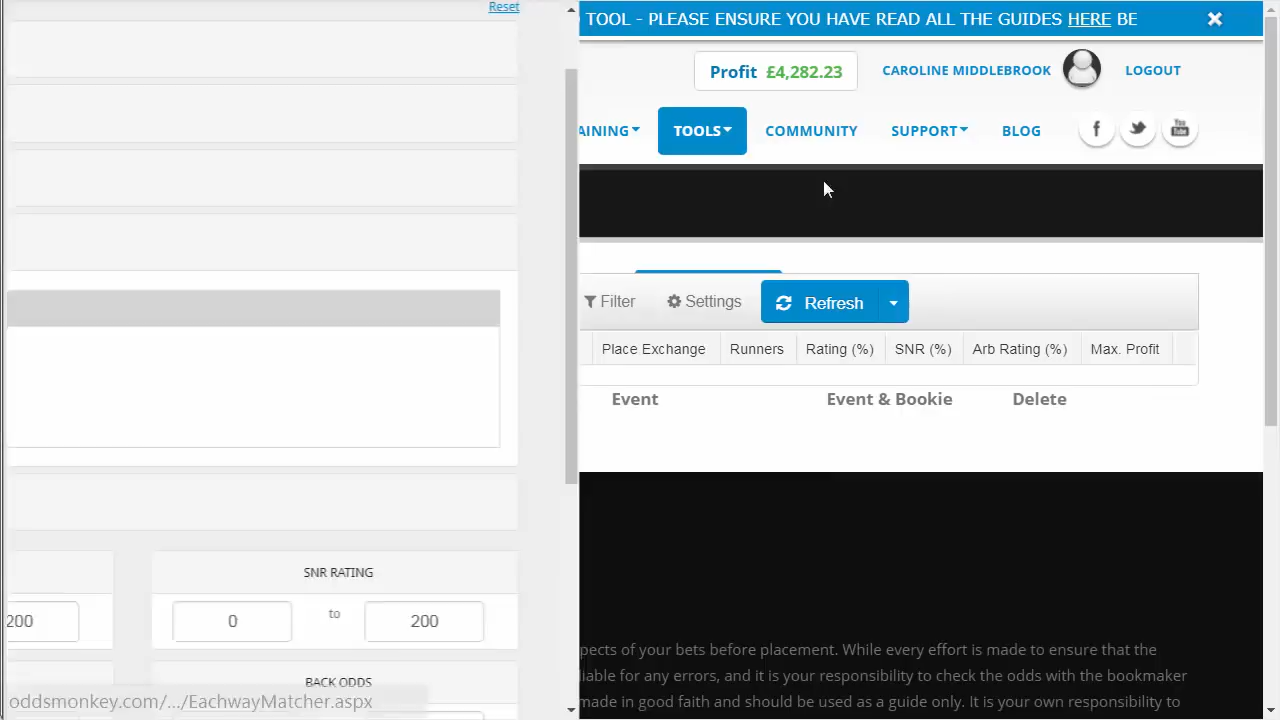 Reset
TOOL - PLEASE ENSURE YOU HAVE READ ALL THE GUIDES HERE BE
Profit £4,282.23
CAROLINE MIDDLEBROOK
LOGOUT
AINING
TOOLS
COMMUNITY
SUPPORT
BLOG
f
You Tube
Filter
Settings
Refresh
Place Exchange
Runners
Rating (%)
SNR (%)
Arb Rating (%)
Max. Profit
Event
Event & Bookie
Delete
SNR RATING
200
0
to
200
BACK ODDS
pects of your bets before placement. While every effort is made to ensure that the
iable for any errors, and it is your responsibility to check the odds with the bookmaker
made in good faith and should be used as a guide only. It is your own responsibility to
oddsmonkey.com/.../EachwayMatcher.aspx